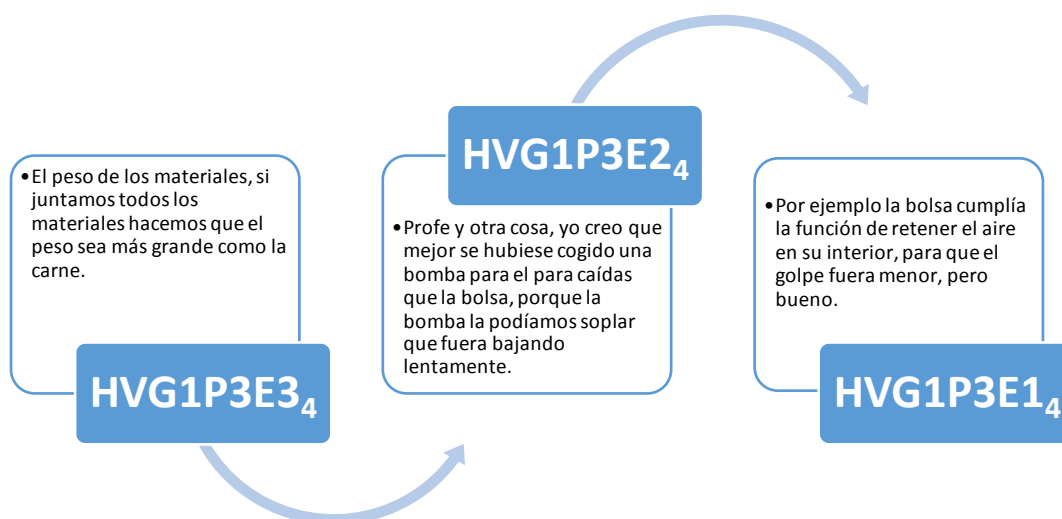 •El peso de los materiales, si
juntamos todos los
materiales hacemos que el
peso sea más grande como la
carne.
HVG1P3E3₄
HVG1P3E2₄
•Profe y otra cosa, yo creo que
mejor se hubiese cogido una
bomba para el para caídas
que la bolsa, porque la
bomba la podíamos soplar
que fuera bajando
lentamente.
•Por ejemplo la bolsa cumplía
la función de retener el aire
en su interior, para que el
golpe fuera menor, pero
bueno.
HVG1P3E1₄